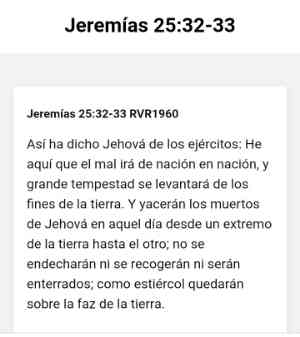 Jeremías 25:32-33
Jeremías 25:32-33 RVR1960
Así ha dicho Jehová de los ejércitos: He
aquí que el mal irá de nación en nación, y
grande tempestad se levantará de los
fines de la tierra. Y yacerán los muertos
de Jehová en aquel día desde un extremo
de la tierra hasta el otro; no se
endecharán ni se recogerán ni serán
enterrados; como estiércol quedarán
sobre la faz de la tierra.